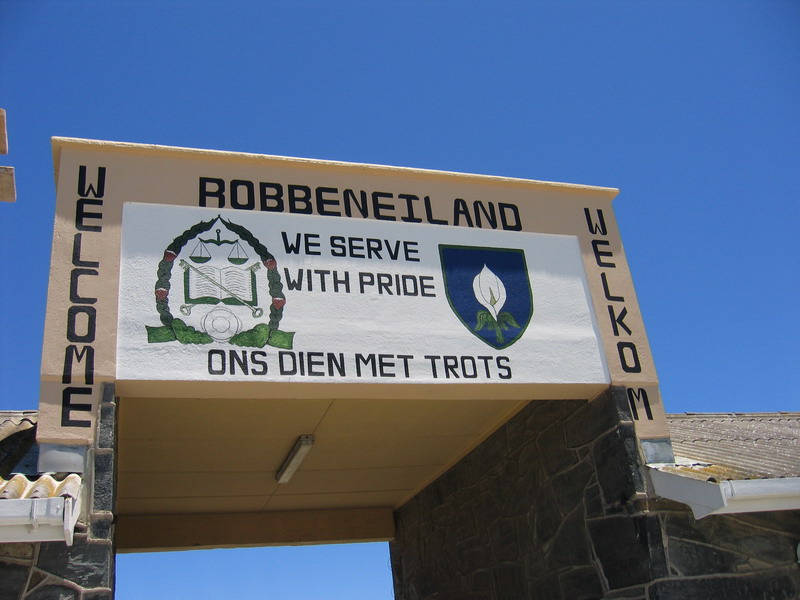 ROBBENEILAND
WELCOME
WE SERVE
WITH PRIDE
ONS DIEN MET TROTS
WELKOM